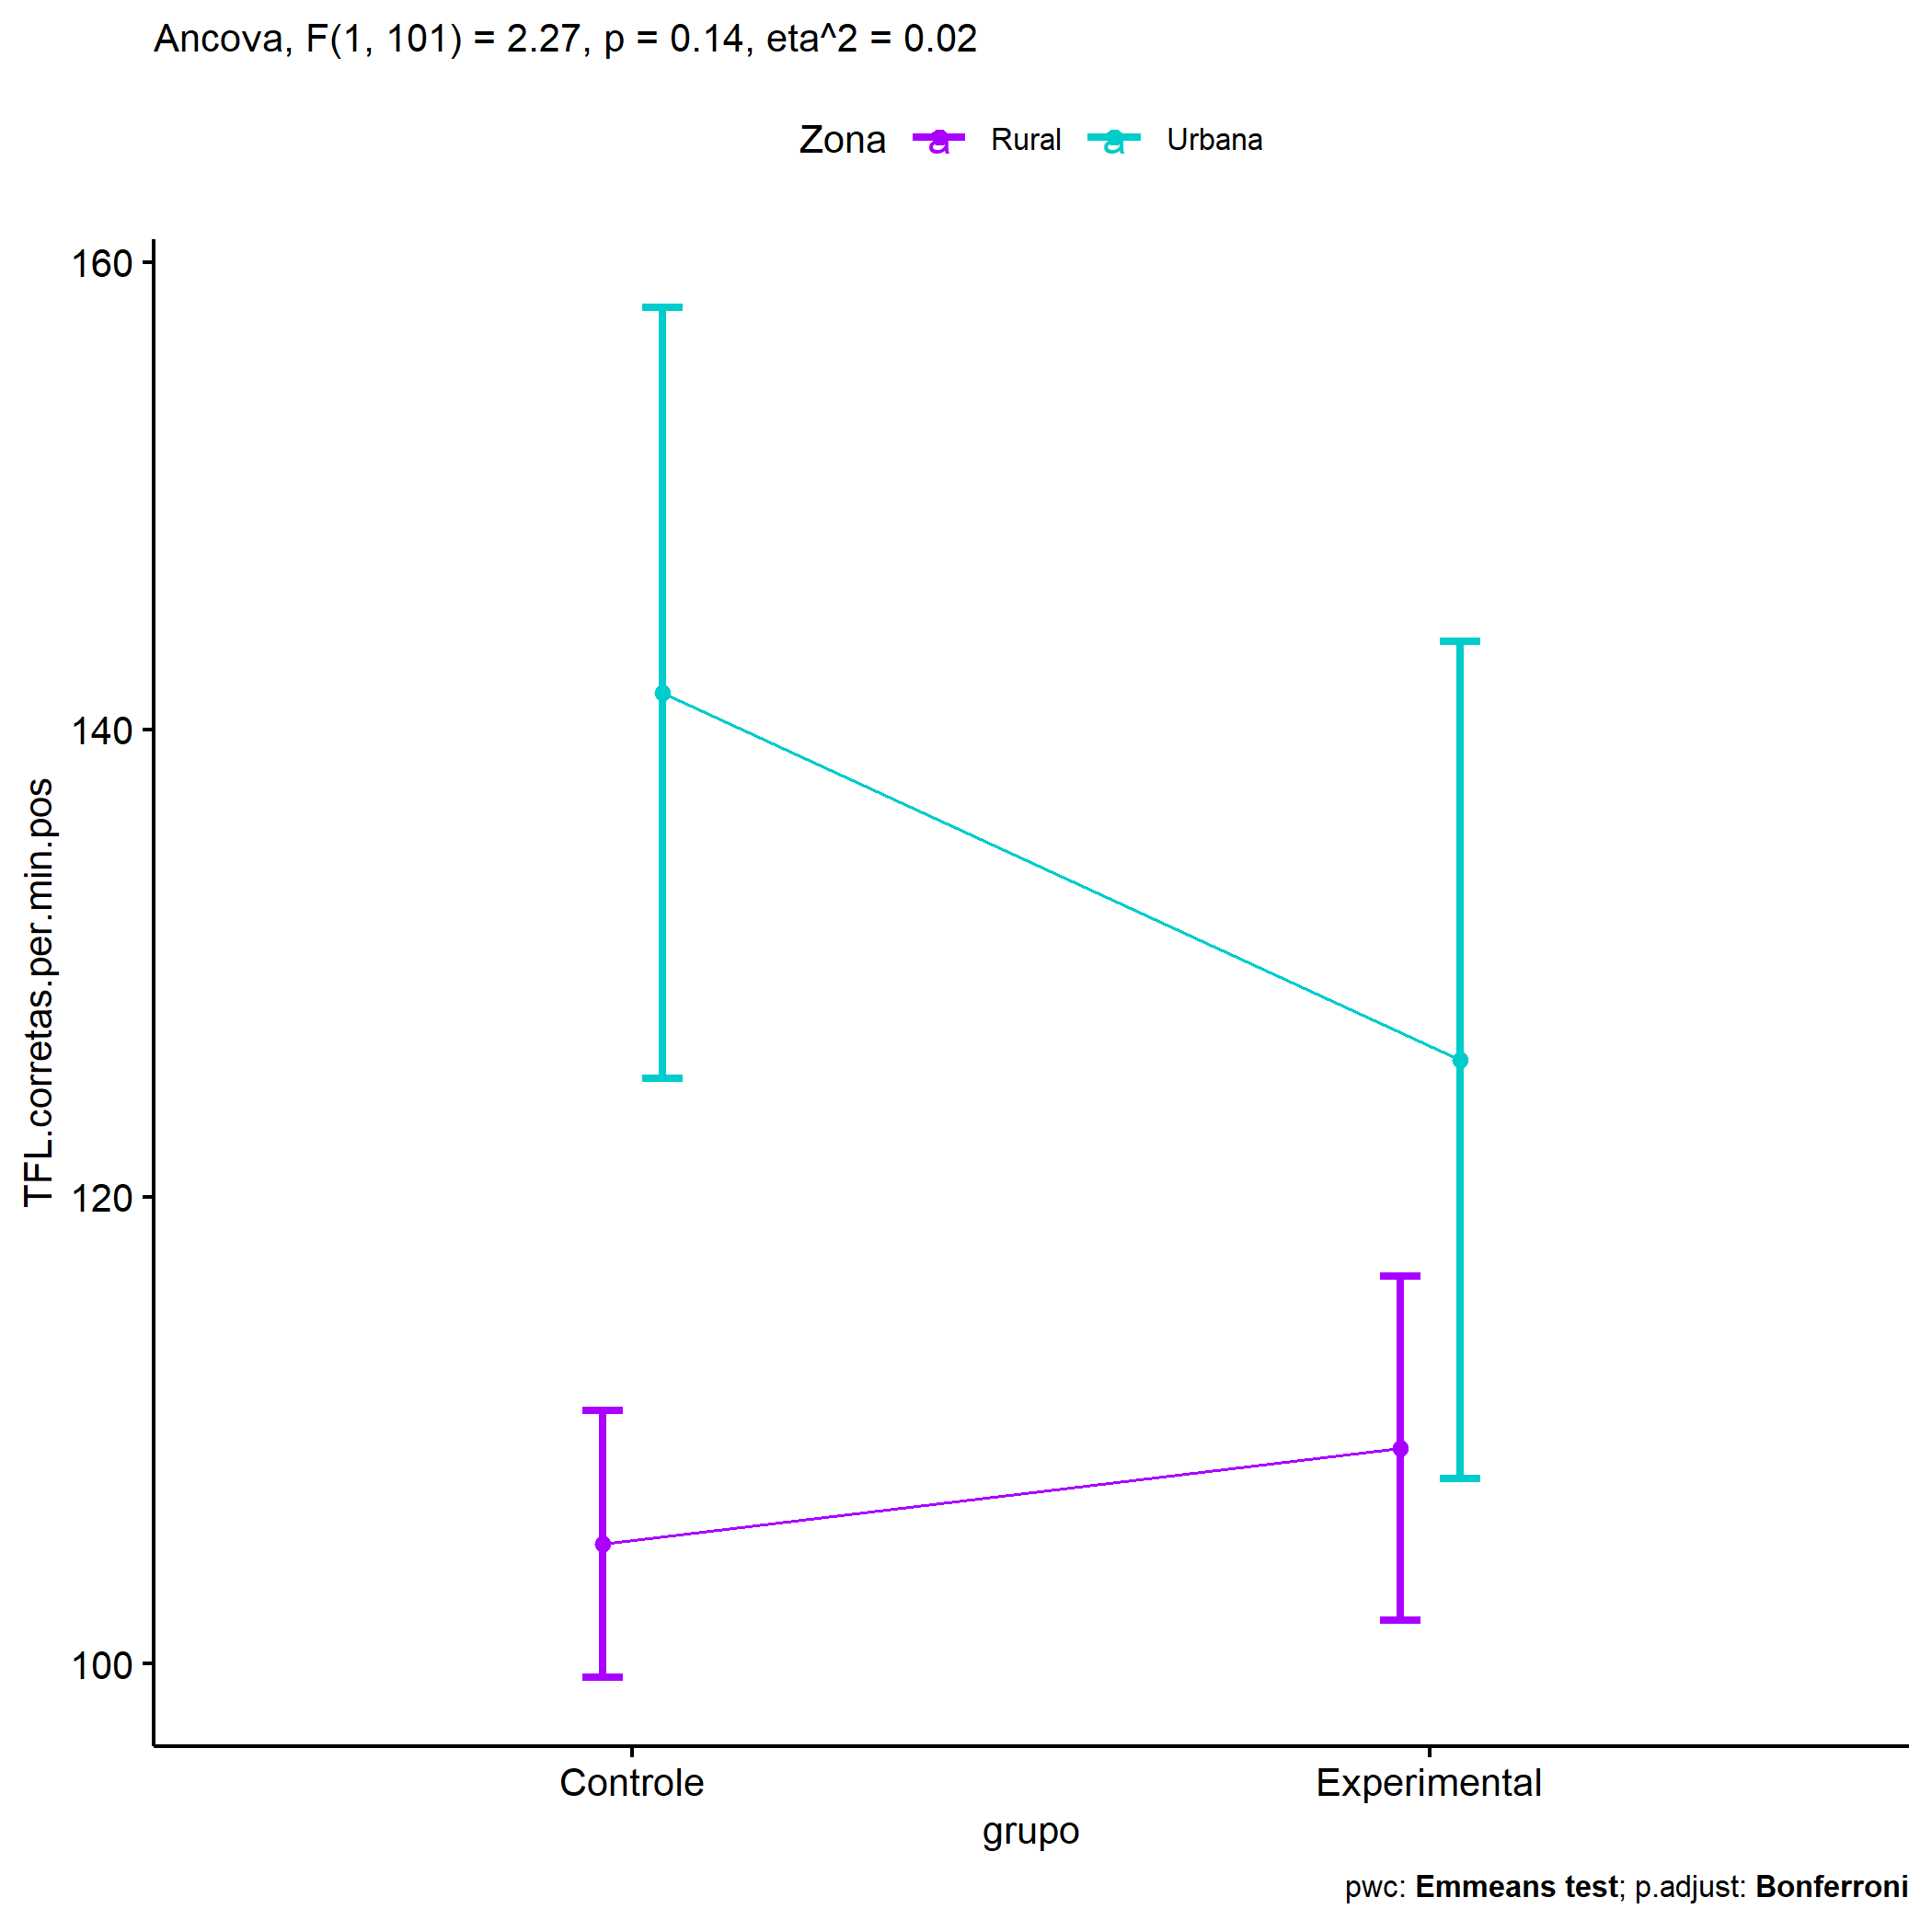 Ancova, F(1, 101) = 2.27, p = 0.14, eta^2 = 0.02
Zona a Rural a Urbana
160
140
120
100
TFL.corretas.per.min.pos
Controle Experimental
grupo
pwc: Emmeans test; p.adjust: Bonferroni